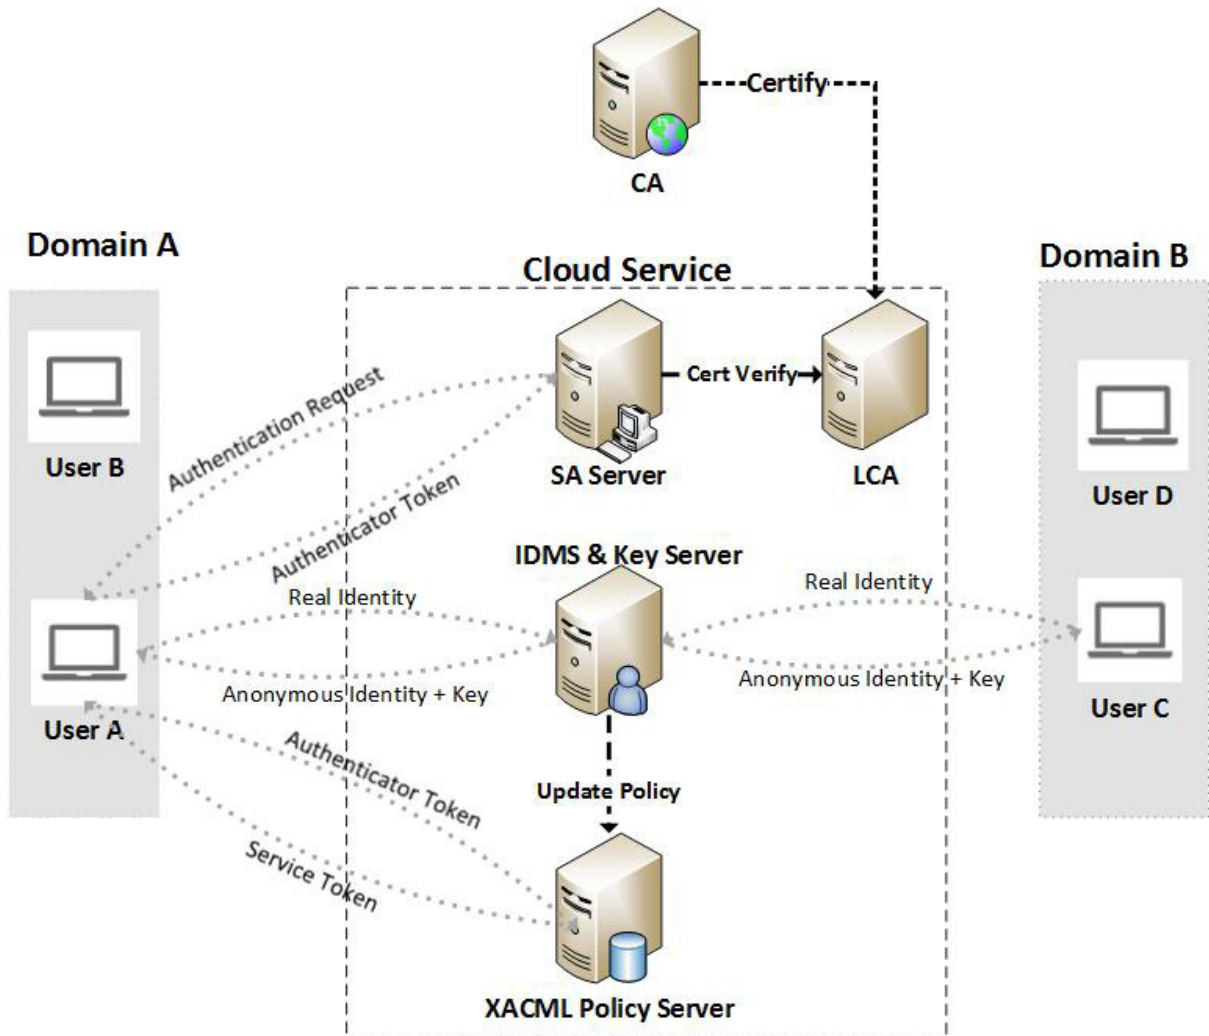 Certify
CA
Domain A
Cloud Service
Domain B
Authentication Request
Cert Verify
User B
SA Server
LCA
User D
Authenticator Token
IDMS & Key Server
Real Identity
Real Identity
Anonymous Identity + Key
Anonymous Identity + Key
User A
User C
Authenticator Token
Update Policy
Service Token
XACML Policy Server